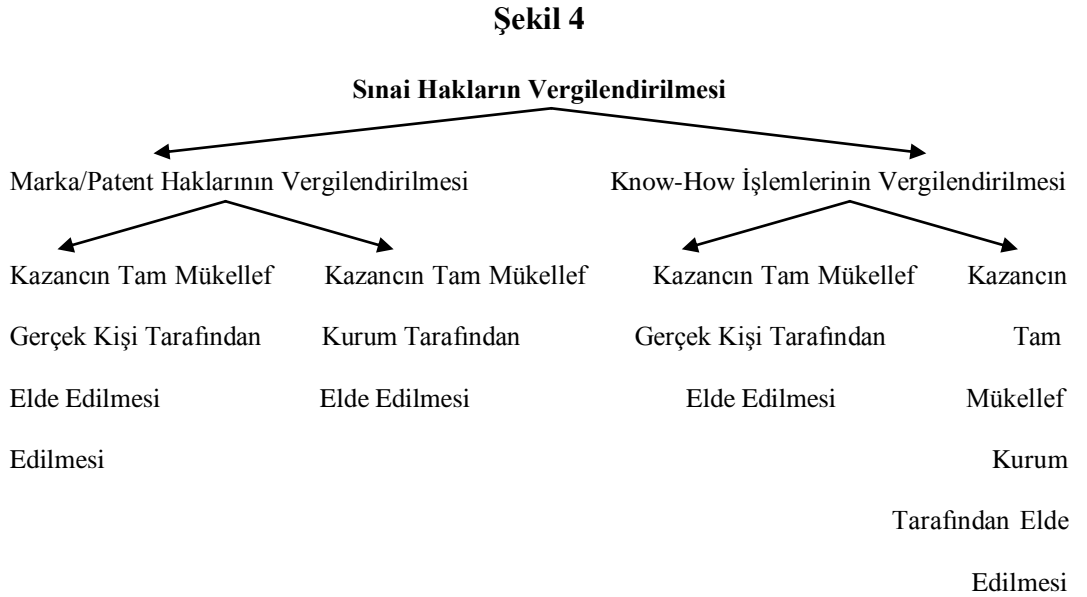 Şekil 4
Sınai Hakların Vergilendirilmesi
Marka/Patent Haklarının Vergilendirilmesi Know-How İşlemlerinin Vergilendirilmesi
Kazancın Tam Mükellef Kazancın Tam Mükellef Kazancın Tam Mükellef Kazancın
Gerçek Kişi Tarafından Kurum Tarafından Gerçek Kişi Tarafından Tam
Elde Edilmesi Elde Edilmesi Elde Edilmesi Mükellef
Edilmesi Kurum
Tarafından Elde
Edilmesi